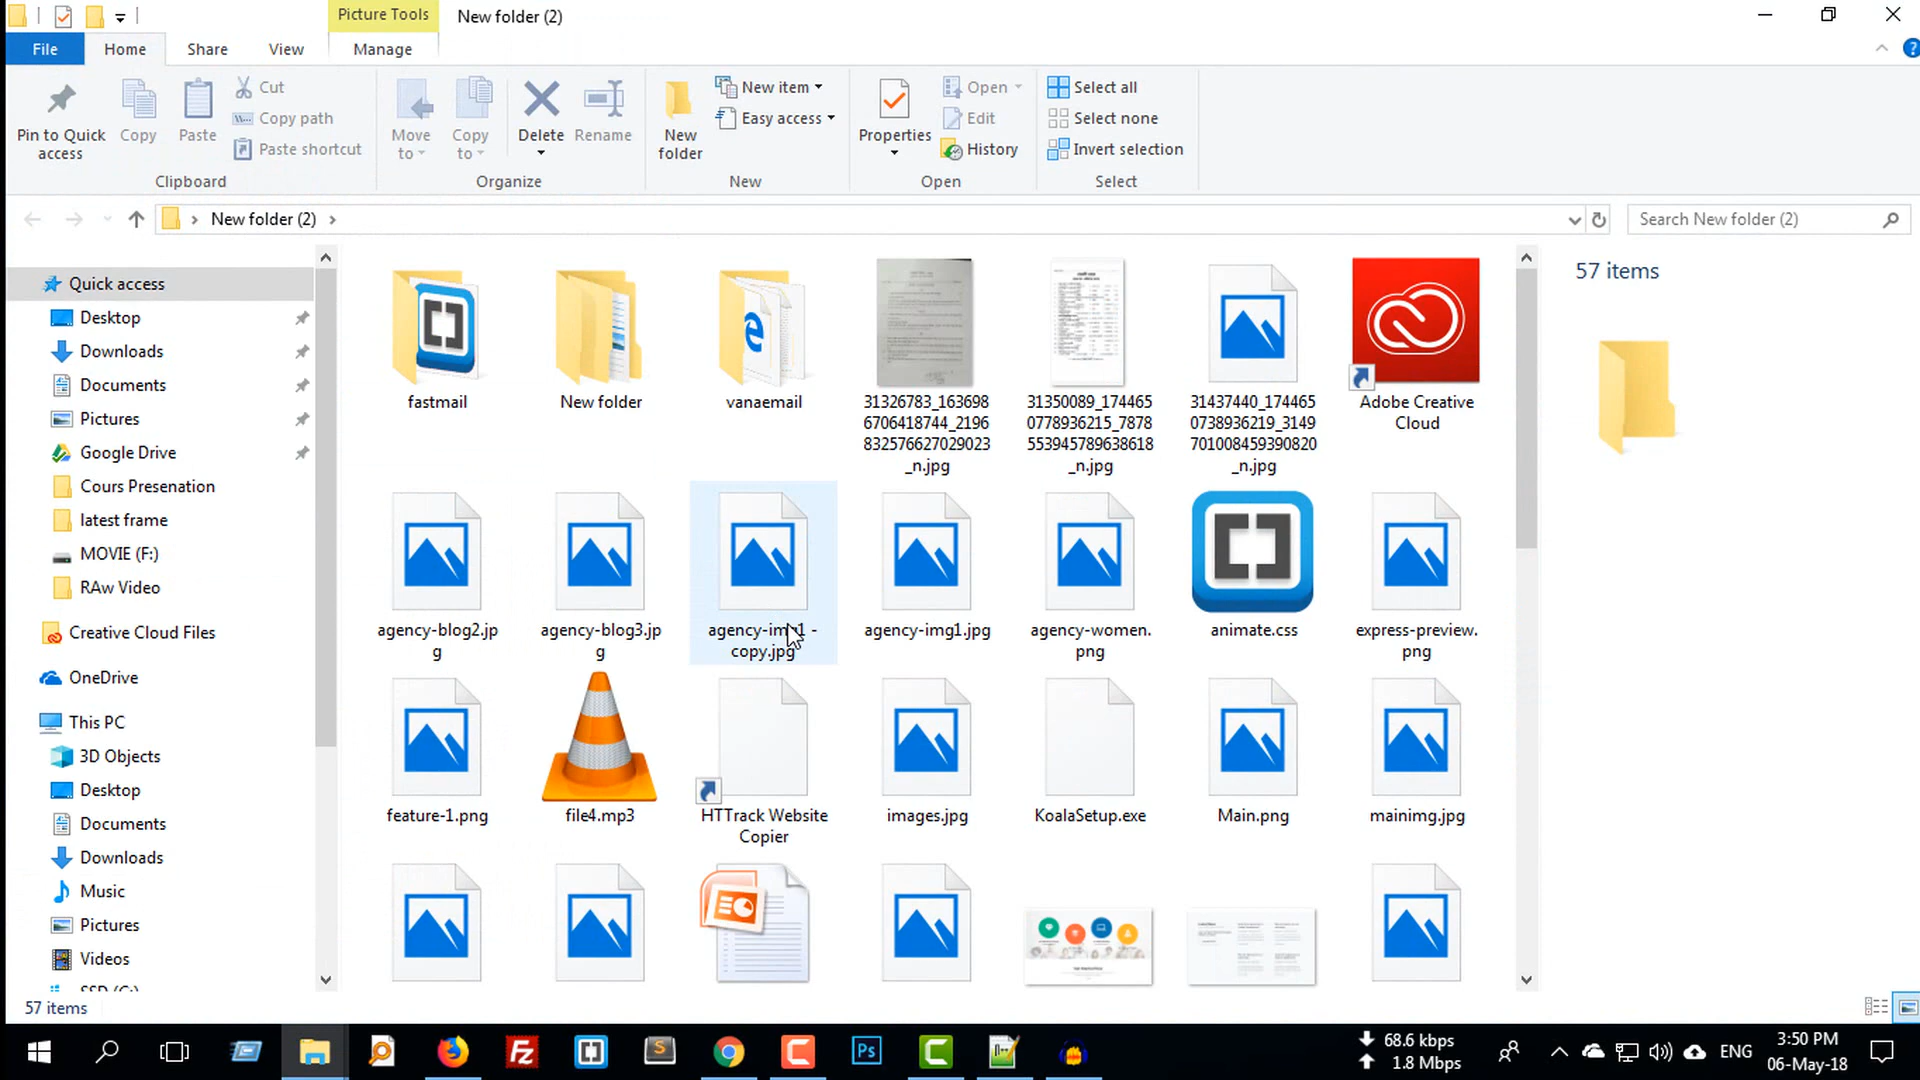 Picture Tools
New folder (2)
File
Home
Share
View
Manage
Pin to Quick
access
Copy
Paste
Cut
Copy path
Paste shortcut
Clipboard
Move
to
Copy
to
Delete
Rename
Organize
New
folder
New item
Easy access
New
Properties
Open
Edit
History
Open
Select all
Select none
Invert selection
Select
New folder (2)
Search New folder (2)
Quick access
Desktop
Downloads
Documents
Pictures
Google Drive
Cours Presenation
latest frame
MOVIE (F:)
RAw Video
Creative Cloud Files
OneDrive
This PC
3D Objects
Desktop
Documents
Downloads
Music
Pictures
Videos
SSD (C:)
fastmail
New folder
vanaemail
31326783_163698
6706418744_2196
832576627029023
_n.jpg
31350089_174465
0778936215_7878
553945789638618
_n.jpg
31437440_174465
0738936219_3149
701008459390820
_n.jpg
Adobe Creative
Cloud
agency-blog2.jp
g
agency-blog3.jp
g
agency-img1 -
copy.jpg
agency-img1.jpg
agency-women.
png
animate.css
express-preview.
png
feature-1.png
file4.mp3
HTTrack Website
Copier
images.jpg
KoalaSetup.exe
Main.png
mainimg.jpg
57 items
57 items
68.6 kbps
1.8 Mbps
ENG
3:50 PM
06-May-18